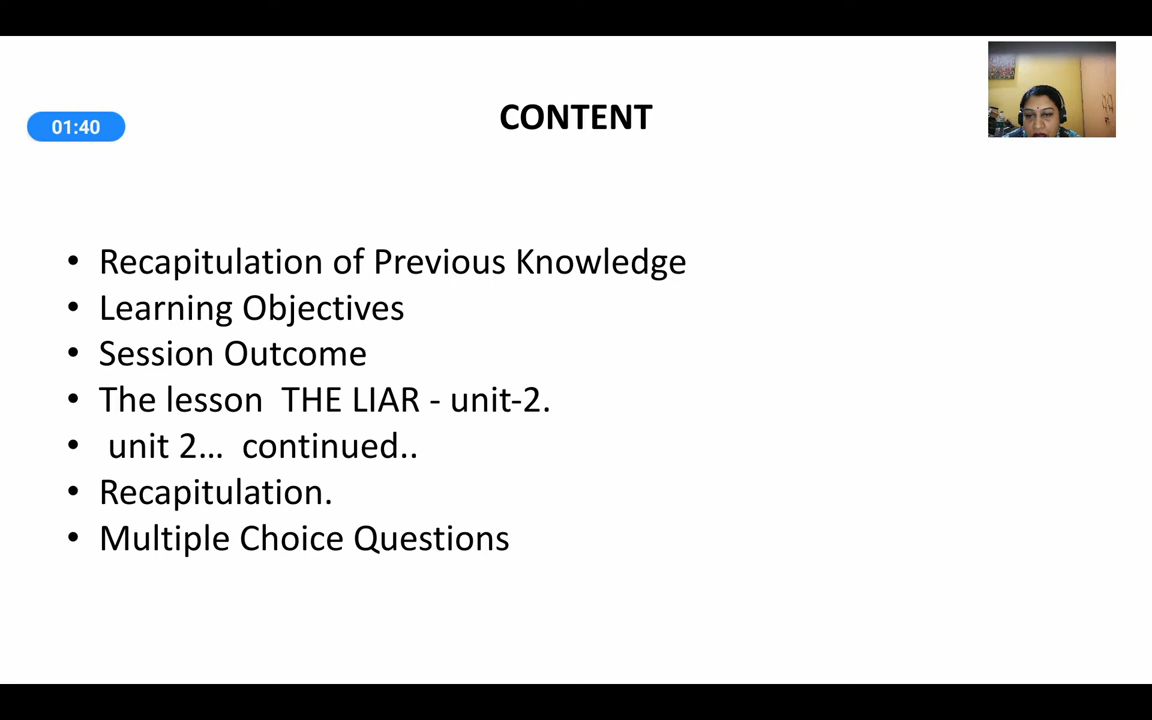 CONTENT
01:40
• Recapitulation of Previous Knowledge
• Learning Objectives
• Session Outcome
• The lesson THE LIAR - unit-2.
• unit 2... continued..
• Recapitulation.
• Multiple Choice Questions